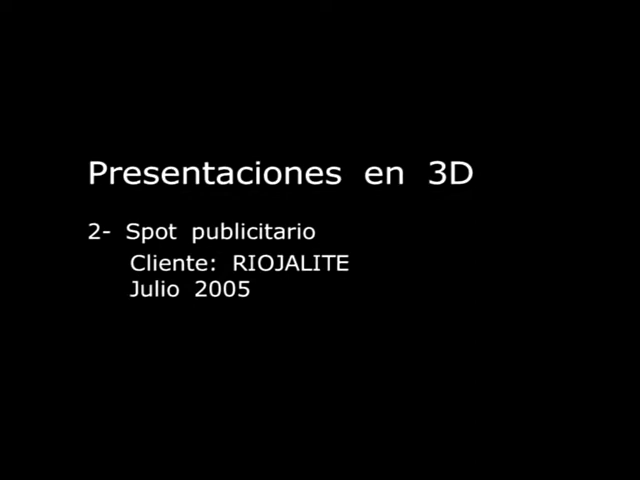 Presentaciones en 3D
2- Spot publicitario
Cliente: RIOJALITE
Julio 2005